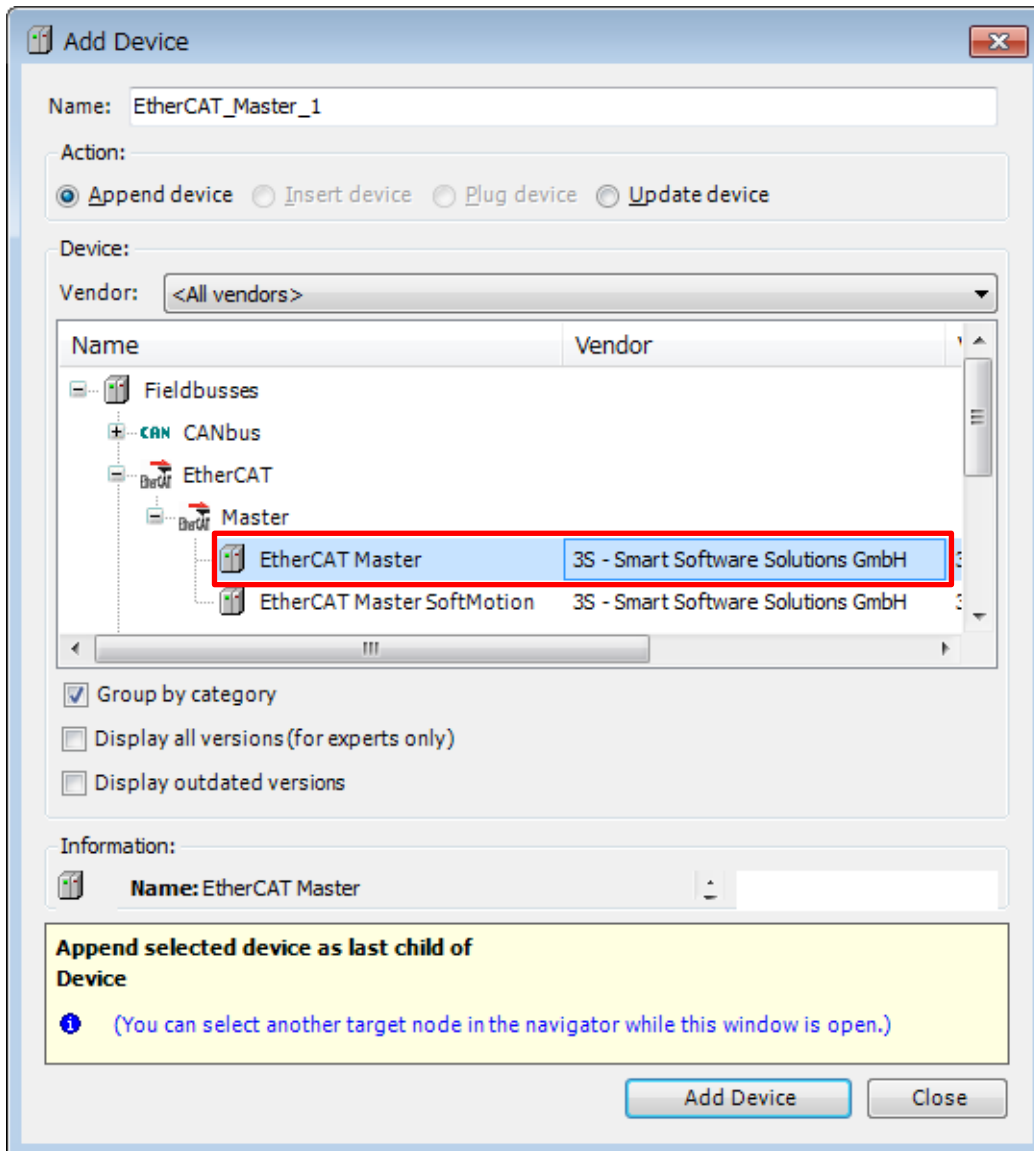 Add Device
Name: EtherCAT_Master_1
Action:
Append device Insert device Plug device Update device
Device:
Vendor: <All vendors>
Name Vendor
Fieldbusses
CAN CANbus
EtherCAT EtherCAT
EtherCAT Master
EtherCAT Master 3S - Smart Software Solutions GmbH
EtherCAT Master SoftMotion 3S - Smart Software Solutions GmbH
Group by category
Display all versions (for experts only)
Display outdated versions
Information:
Name: EtherCAT Master
Append selected device as last child of
Device
(You can select another target node in the navigator while this window is open.)
Add Device Close